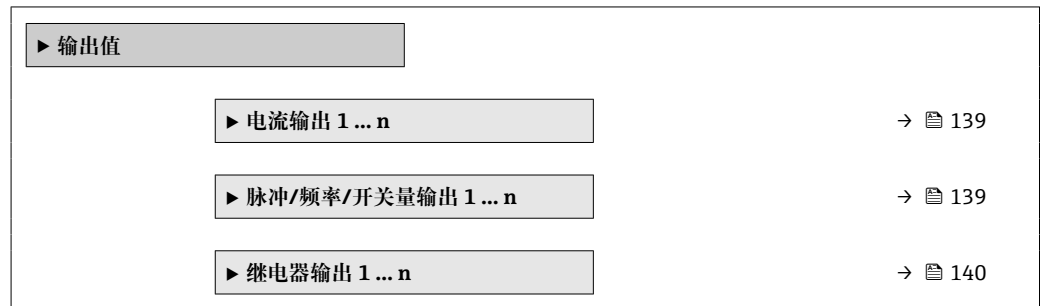 ▶ 输出值
▶ 电流输出 1 ... n → 139
▶ 脉冲/频率/开关量输出 1 ... n → 139
▶ 继电器输出 1 ... n → 140